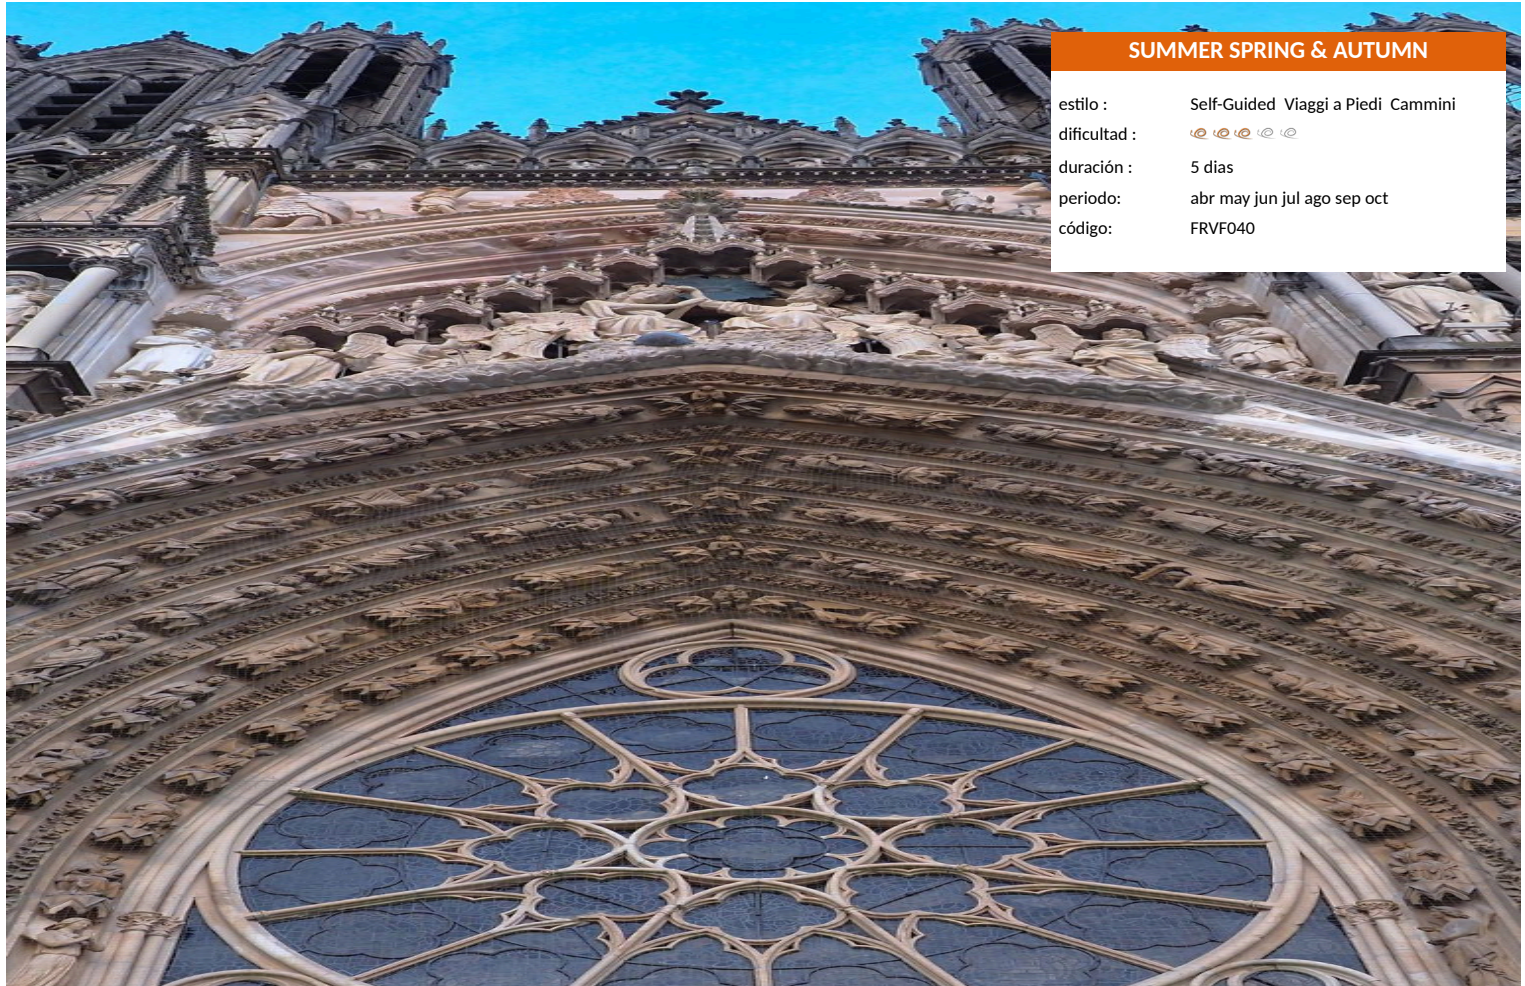 SUMMER SPRING & AUTUMN
estilo : Self-Guided Viaggi a Piedi Cammini
dificultad :
duración : 5 dias
periodo: abr may jun jul ago sep oct
código: FRVF040